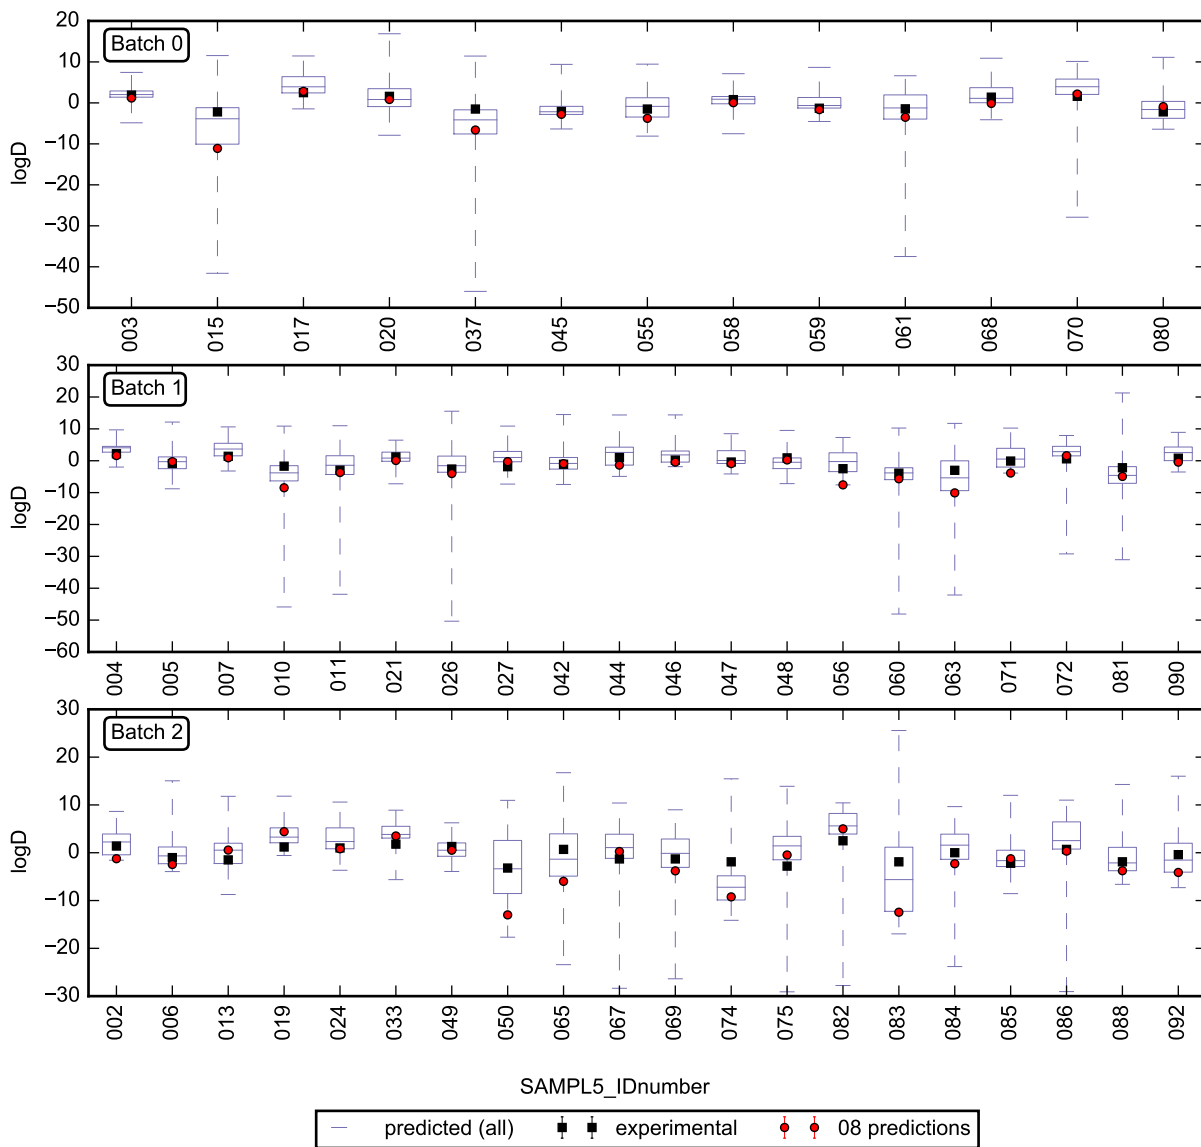 Batch 0
logD
20
10
0
−10
−20
−30
−40
−50
003 015 017 020 037 045 055 058 059 061 068 070 080
Batch 1
logD
30
20
10
0
−10
−20
−30
−40
−50
−60
004 005 007 010 011 021 026 027 042 044 046 047 048 056 060 063 071 072 081 090
Batch 2
logD
30
20
10
0
−10
−20
−30
002 006 013 019 024 033 049 050 065 067 069 074 075 082 083 084 085 086 088 092
SAMPL5_IDnumber
predicted (all) experimental 08 predictions